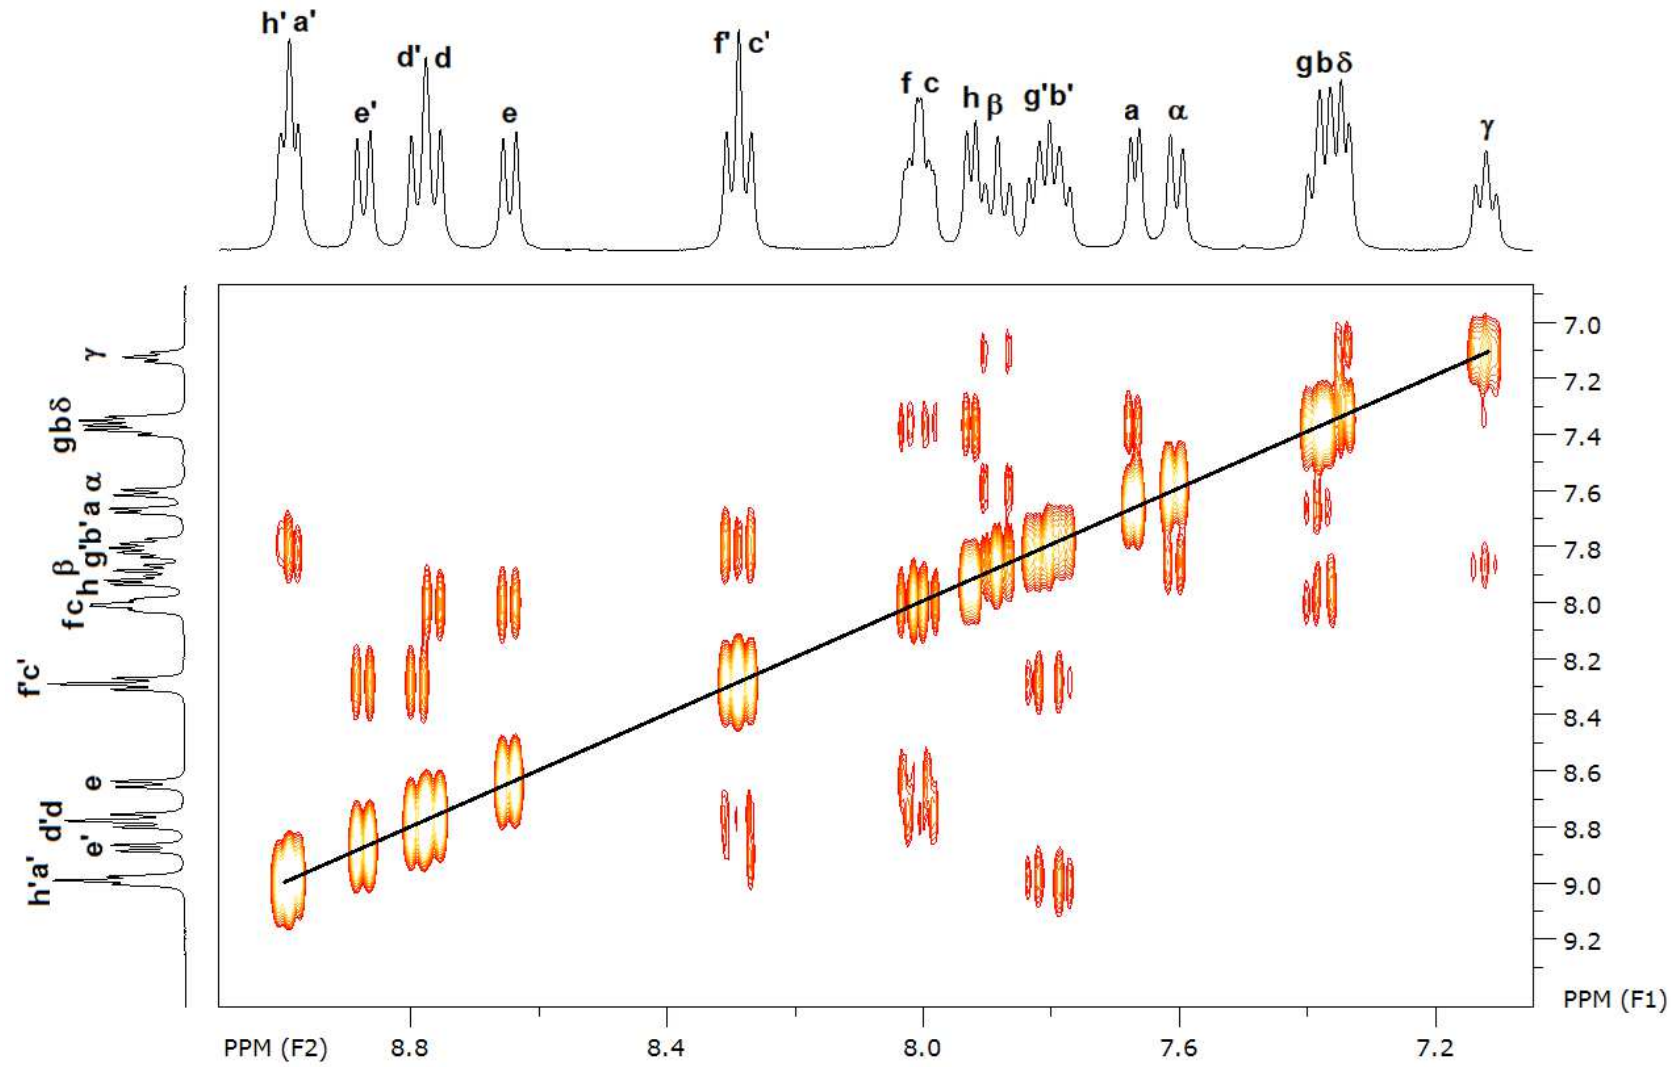 h' a'
e'
d' d
e
f' c'
f c
h β
g'b'
a
α
gbδ
γ
γ
gbδ
a α
g'b'
h β
f c
f'c'
e
d'd
e'
h'a'
7.0
7.2
7.4
7.6
7.8
8.0
8.2
8.4
8.6
8.8
9.0
9.2
PPM (F1)
PPM (F2) 8.8 8.4 8.0 7.6 7.2